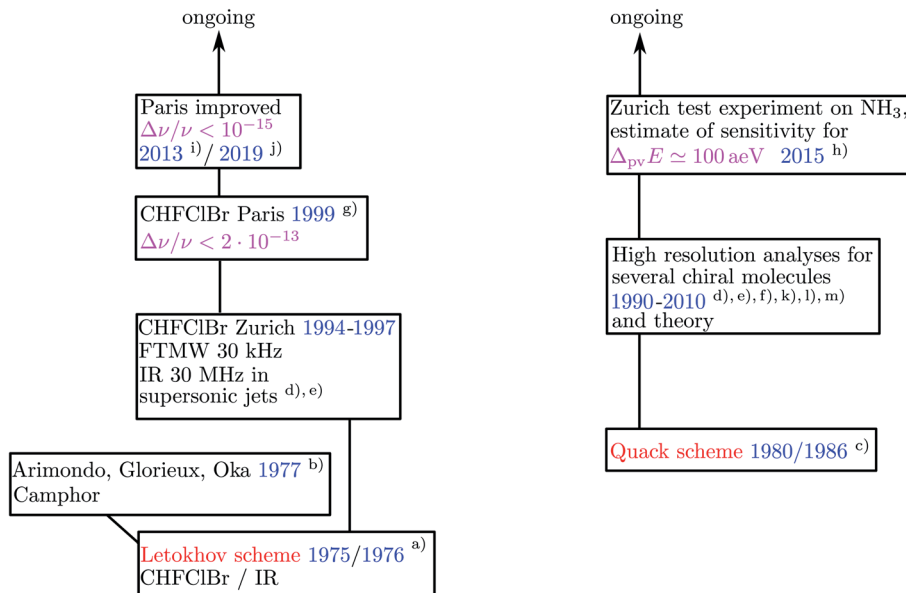 ongoing
Paris improved
Δν/ν < 10⁻¹⁵
2013 i)/ 2019 j)
CHFClBr Paris 1999 g)
Δν/ν < 2 · 10⁻¹³
CHFClBr Zurich 1994-1997
FTMW 30 kHz
IR 30 MHz in
supersonic jets d), e)
Arimondo, Glorieux, Oka 1977 b)
Camphor
Letokhov scheme 1975/1976 a)
CHFClBr / IR
ongoing
Zurich test experiment on NH₃,
estimate of sensitivity for
Δ_pv E ≃ 100 aeV 2015 h)
High resolution analyses for
several chiral molecules
1990-2010 d), e), f), k), l), m)
and theory
Quack scheme 1980/1986 c)